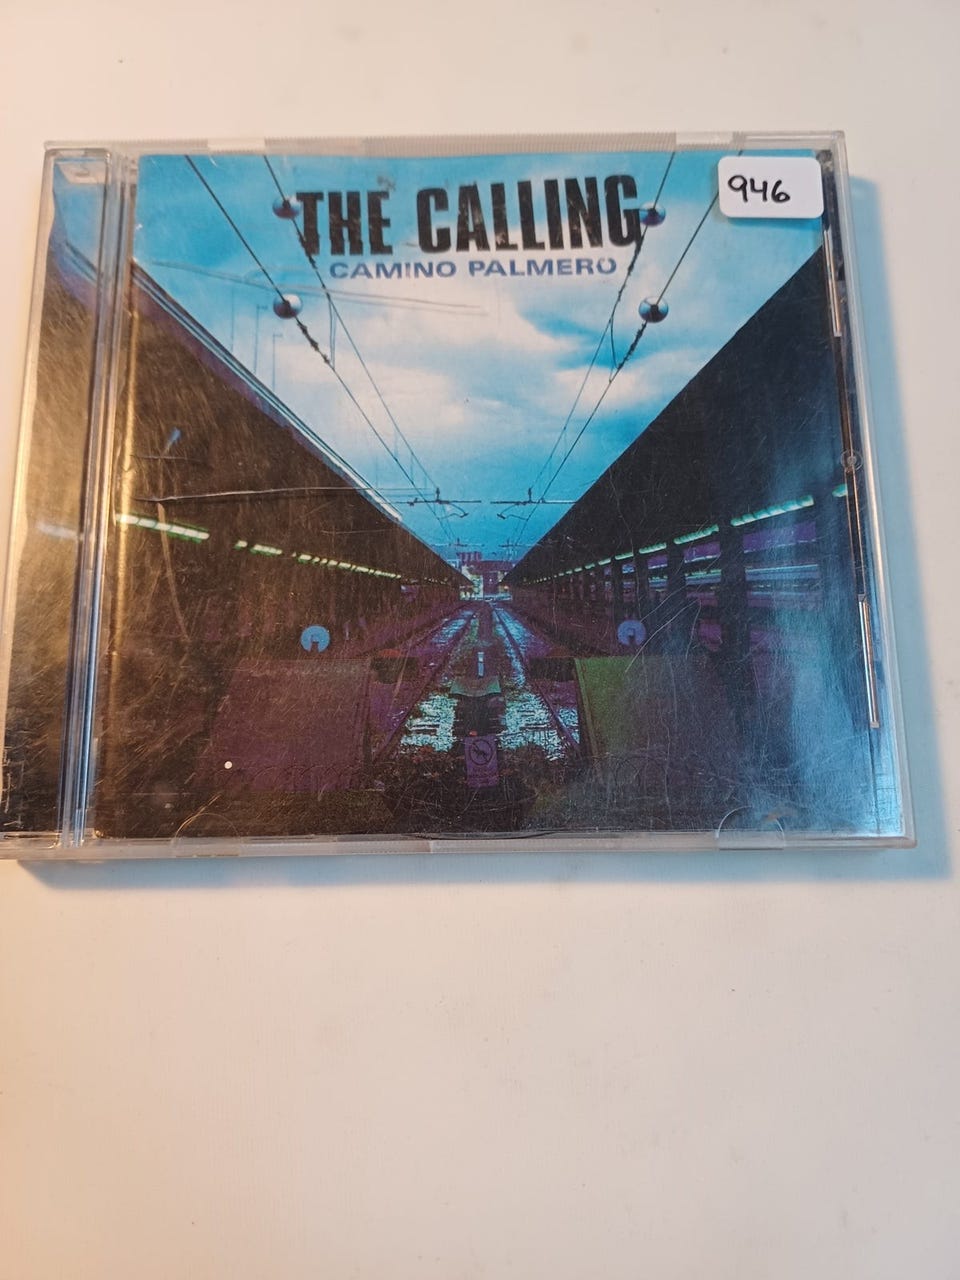 THE CALLING
CAMINO PALMERO
946